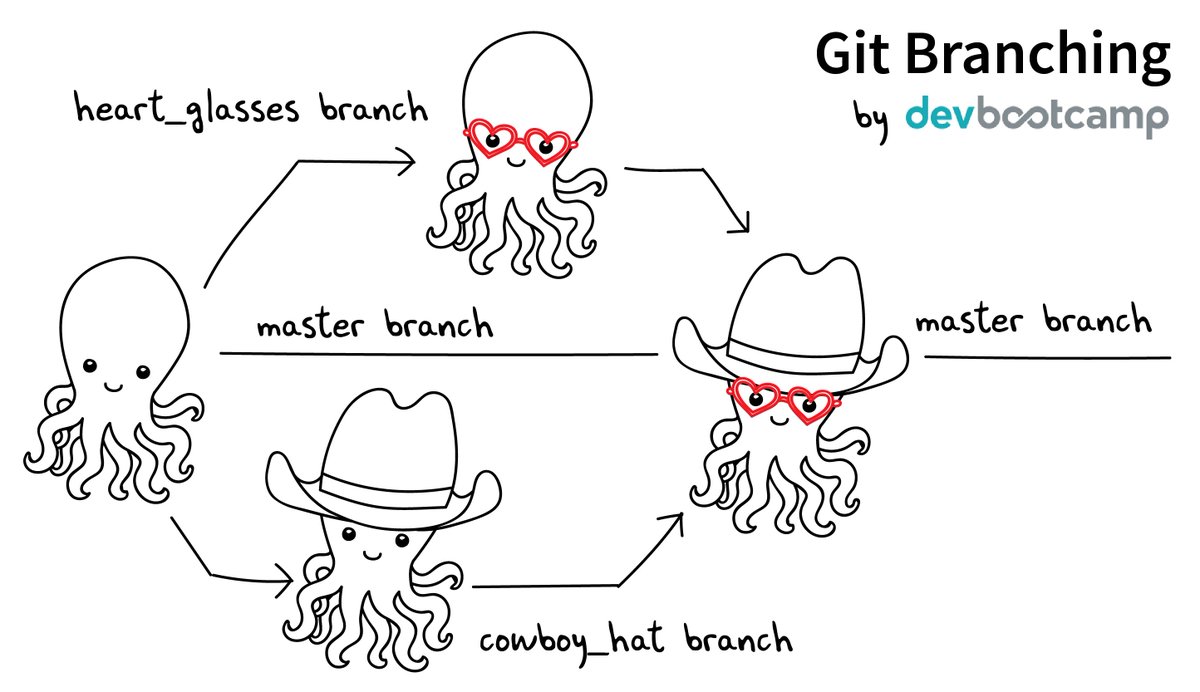 Git Branching
by devbootcamp
heart_glasses branch
master branch
master branch
cowboy_hat branch